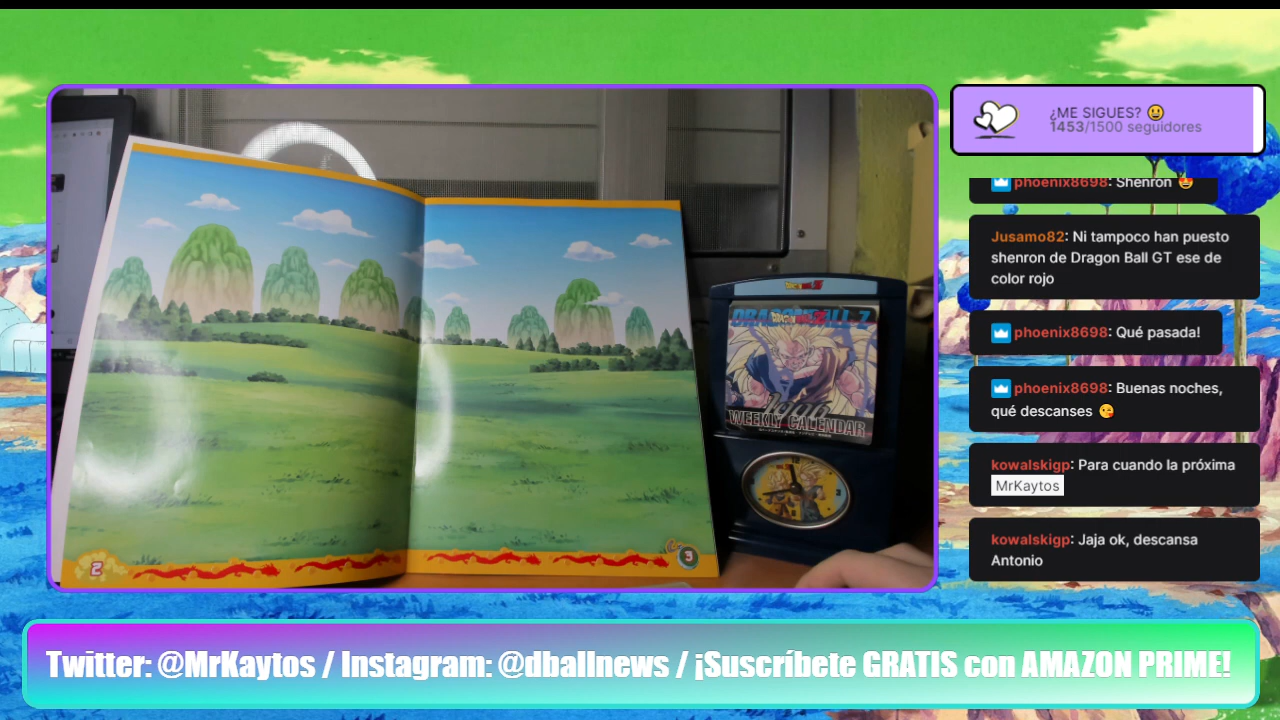 ¿ME SIGUES? 😃
1453/1500 seguidores
phoenix8698: Shenron 😍
Jusamo82: Ni tampoco han puesto
shenron de Dragon Ball GT ese de
color rojo
phoenix8698: Qué pasada!
phoenix8698: Buenas noches,
qué descanses 😘
kowalskigp: Para cuando la próxima
MrKaytos
kowalskigp: Jaja ok, descansa
Antonio
DRAGON BALL Z
1996
WEEKLY CALENDAR
2
3
Twitter: @MrKaytos / Instagram: @dballnews / ¡Suscríbete GRATIS con AMAZON PRIME!